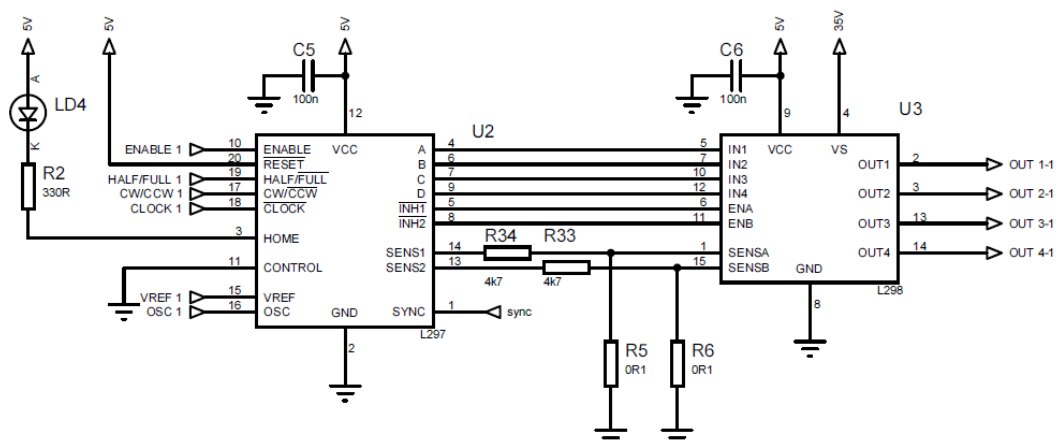 5V
5V
5V
5V
35V
A
LD4
K
R2
330R
C5
100n
12
C6
100n
9
4
U2
U3
ENABLE 1
10
ENABLE
VCC
A
4
5
IN1
VCC
VS
20
RESET
B
6
7
IN2
OUT1
2
OUT 1-1
HALF/FULL 1
19
HALF/FULL
C
7
10
IN3
CW/CCW 1
17
CW/CCW
D
9
12
IN4
OUT2
3
OUT 2-1
CLOCK 1
18
CLOCK
INH1
5
6
ENA
INH2
8
11
ENB
OUT3
13
OUT 3-1
3
HOME
SENS1
14
R34
4k7
1
SENSA
OUT4
14
OUT 4-1
11
CONTROL
SENS2
13
R33
4k7
15
SENSB
GND
L298
8
VREF 1
15
VREF
OSC 1
16
OSC
GND
SYNC
1
sync
L297
2
R5
0R1
R6
0R1